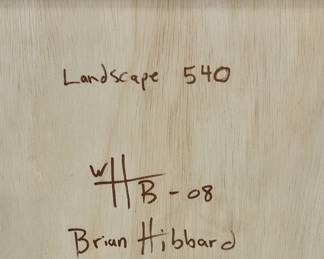 Landscape 540
WHB-08
Brian Hibbard